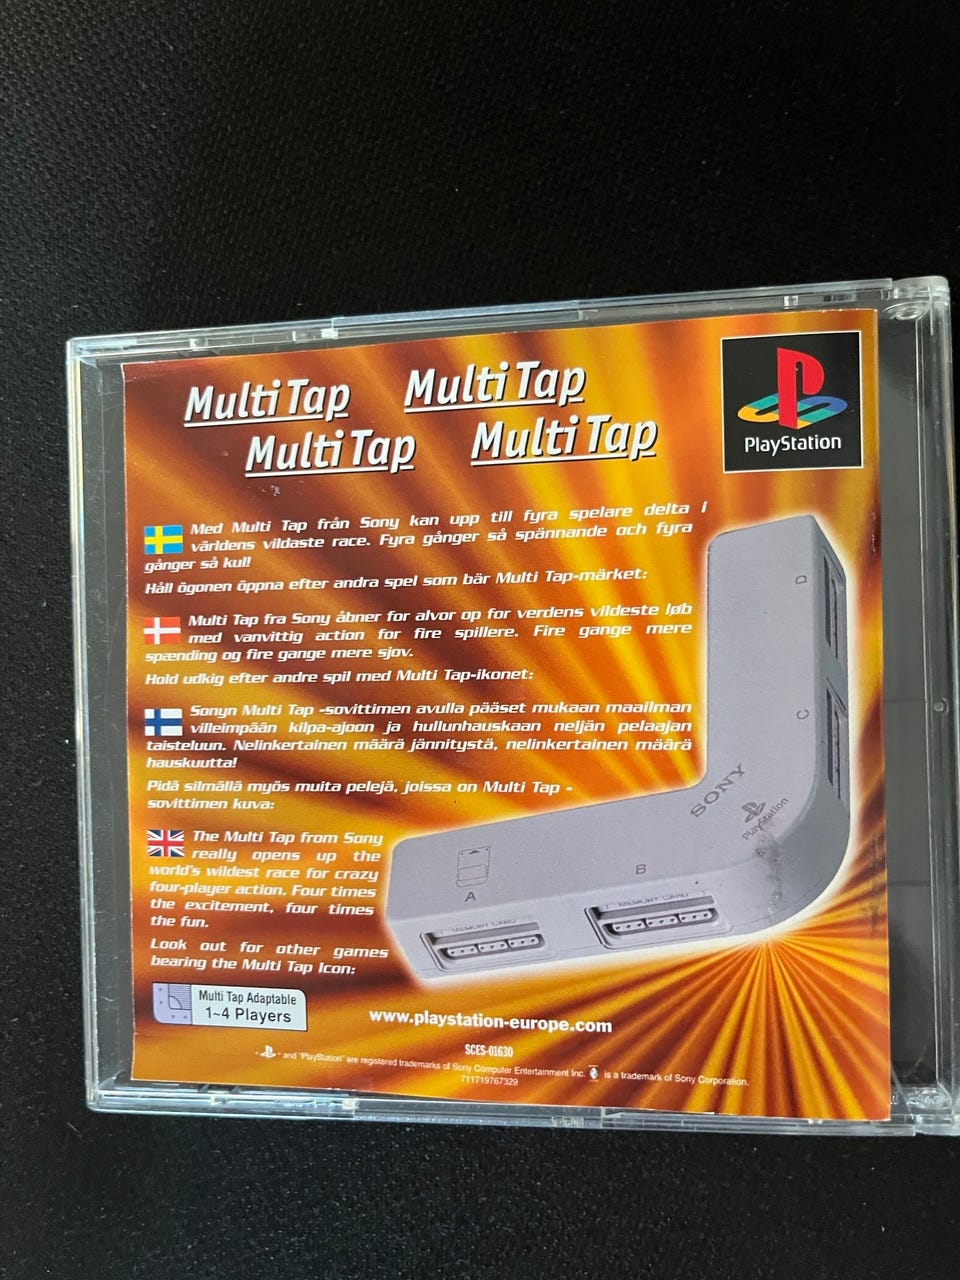 Multi Tap Multi Tap
Multi Tap Multi Tap
PlayStation
Med Multi Tap från Sony kan upp till fyra spelare delta i
världens vildaste race. Fyra gånger så spännande och fyra
gånger så kul!
Håll ögonen öppna efter andra spel som bär Multi Tap-märket:
Multi Tap fra Sony åbner for alvor op for verdens vildeste løb
med vanvittig action for fire spillere. Fire gange mere
spænding og fire gange mere sjov.
Hold udkig efter andre spil med Multi Tap-ikonet:
Sonyn Multi Tap -sovittimen avulla pääset mukaan maailman
villeimpään kilpa-ajoon ja hullunhauskaan neljän pelaajan
taisteluun. Nelinkertainen määrä jännitystä, nelinkertainen määrä
hauskuutta!
Pidä silmällä myös muita pelejä, joissa on Multi Tap -
sovittimen kuva:
The Multi Tap from Sony
really opens up the
world's wildest race for crazy
four-player action. Four times
the excitement, four times
the fun.
Look out for other games
bearing the Multi Tap Icon:
Multi Tap Adaptable
1~4 Players
D
C
SONY
PlayStation
B
A
MEMORY CARD
MEMORY CARD
www.playstation-europe.com
SCES-01630
" " and "PlayStation" are registered trademarks of Sony Computer Entertainment Inc. is a trademark of Sony Corporation.
711719767329